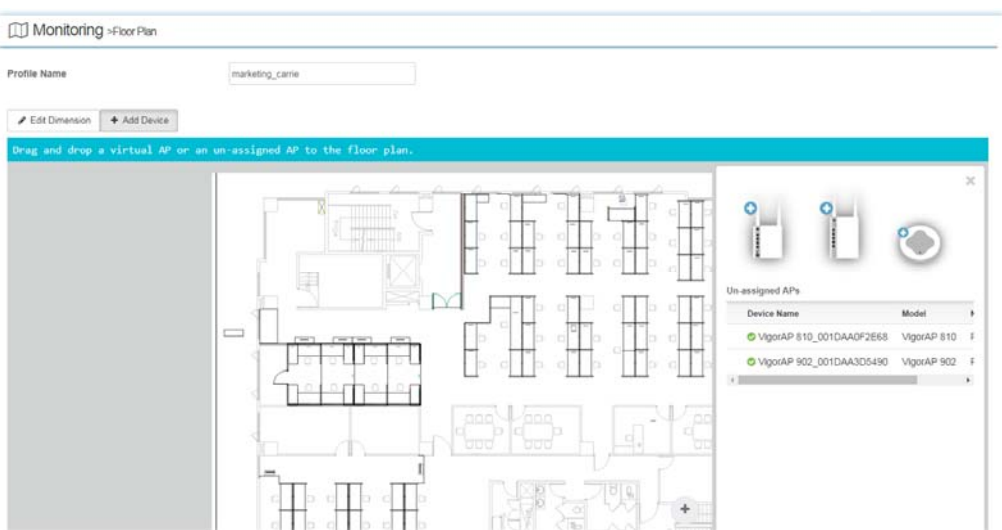 Monitoring >Floor Plan
Profile Name marketing_carrie
Edit Dimension + Add Device
Drag and drop a virtual AP or an un-assigned AP to the floor plan.
Un-assigned APs
Device Name Model
VigorAP 810_001DAA0F2E68 VigorAP 810
VigorAP 902_001DAA3D5490 VigorAP 902